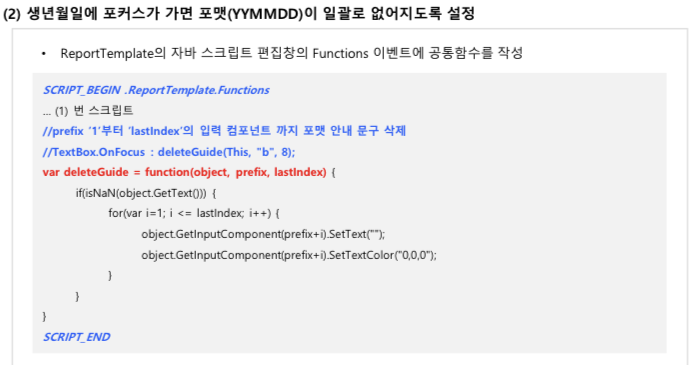 (2) 생년월일에 포커스가 가면 포맷(YYMMDD)이 일괄로 없어지도록 설정
• ReportTemplate의 자바 스크립트 편집창의 Functions 이벤트에 공통함수를 작성
SCRIPT_BEGIN .ReportTemplate.Functions
... (1) 번 스크립트
//prefix '1'부터 'lastIndex'의 입력 컴포넌트 까지 포맷 안내 문구 삭제
//TextBox.OnFocus : deleteGuide(This, "b", 8);
var deleteGuide = function(object, prefix, lastIndex) {
if(isNaN(object.GetText())) {
for(var i=1; i <= lastIndex; i++) {
object.GetInputComponent(prefix+i).SetText("");
object.GetInputComponent(prefix+i).SetTextColor("0,0,0");
}
}
}
SCRIPT_END